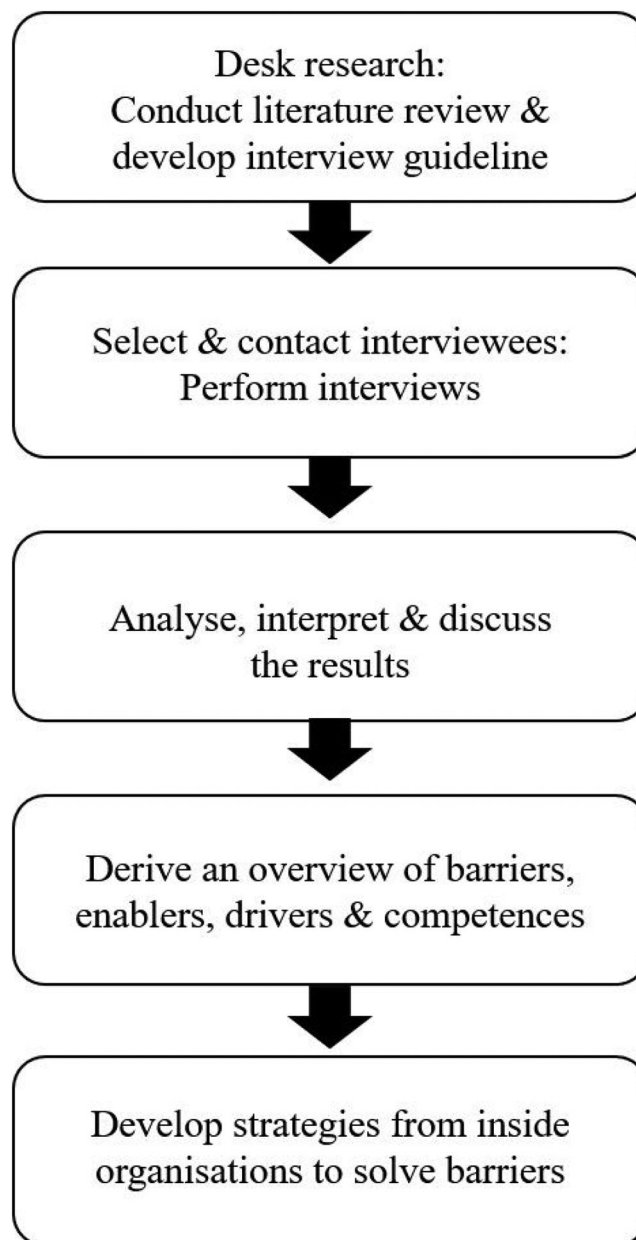 Desk research:
Conduct literature review &
develop interview guideline
Select & contact interviewees:
Perform interviews
Analyse, interpret & discuss
the results
Derive an overview of barriers,
enablers, drivers & competences
Develop strategies from inside
organisations to solve barriers